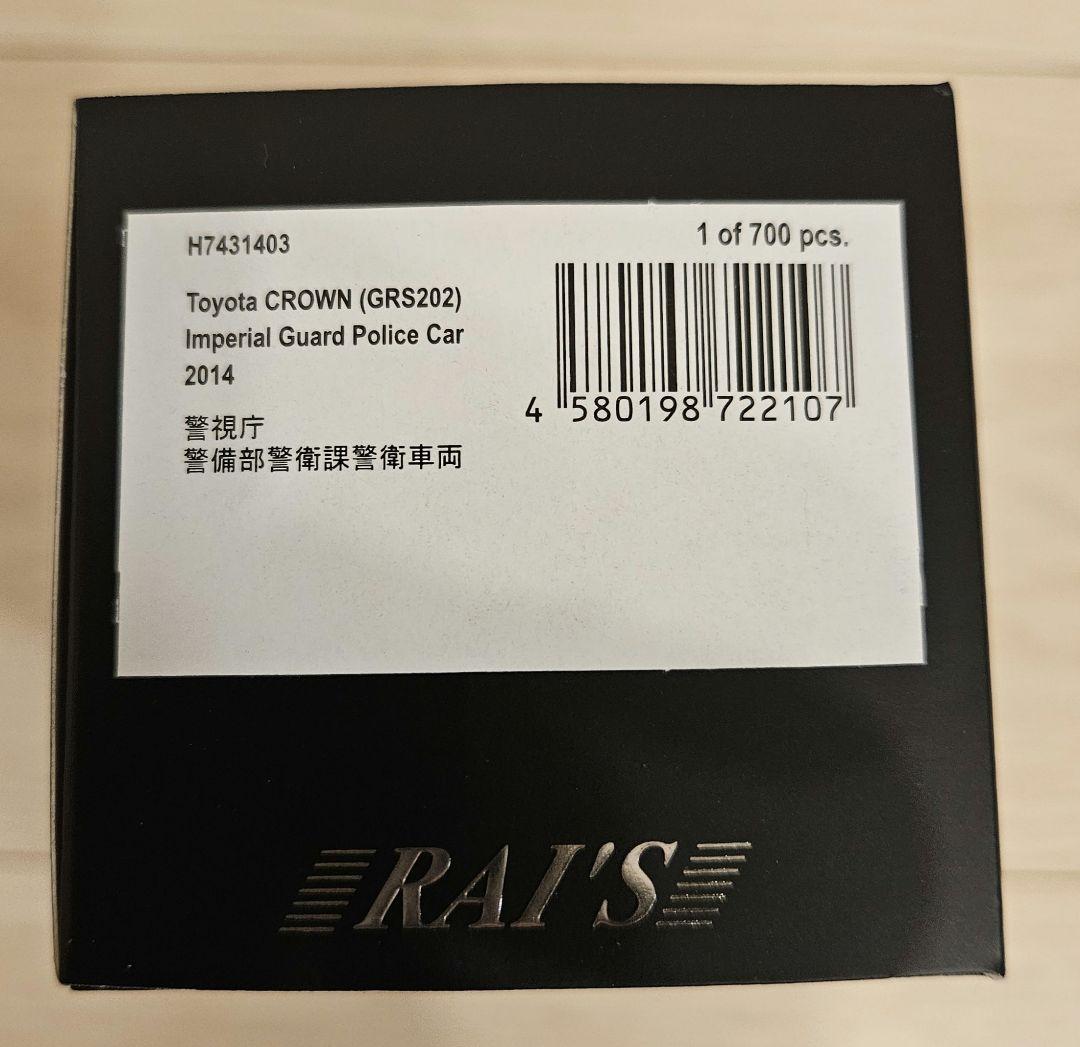 H7431403
1 of 700 pcs.
Toyota CROWN (GRS202)
Imperial Guard Police Car
2014
警視庁
警備部警衛課警衛車両
4 580198 722107
RAI'S